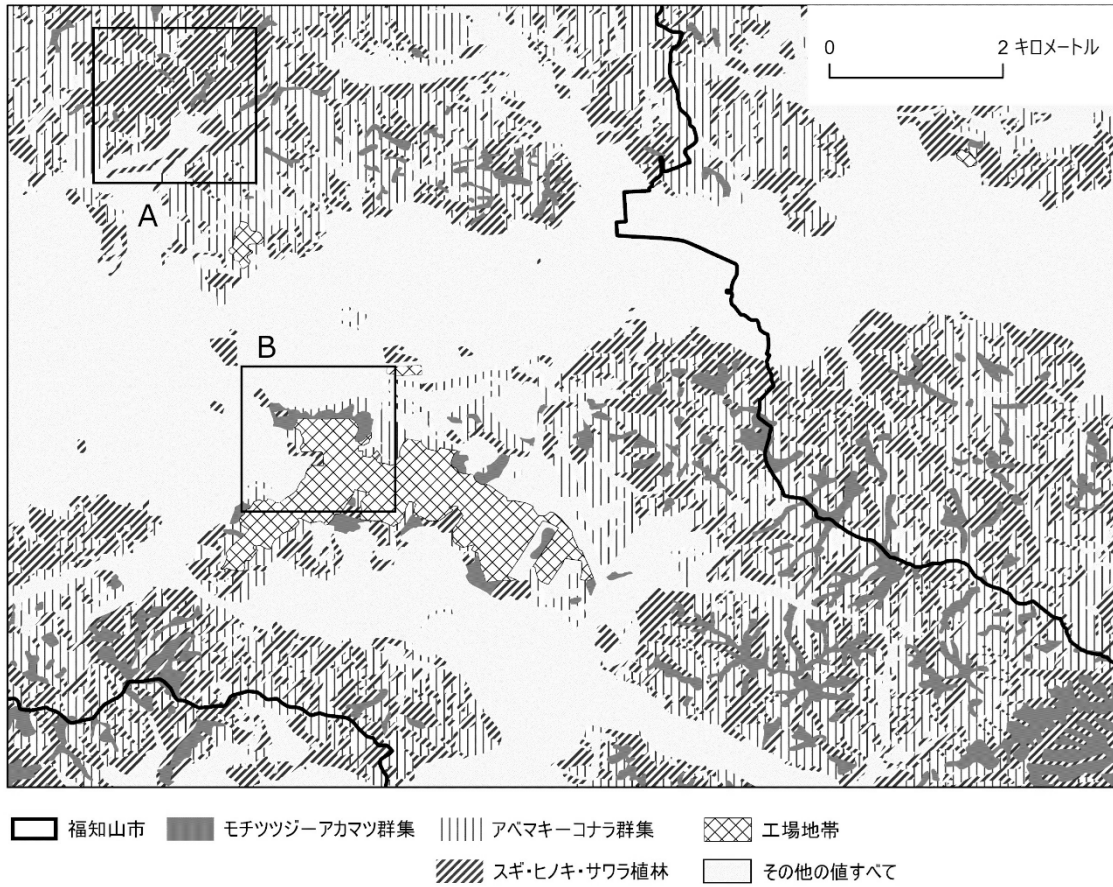 0 2 キロメートル
A
B
福知山市 モチツツジーアカマツ群集 アベマキーコナラ群集 工場地帯
スギ・ヒノキ・サワラ植林 その他の値すべて